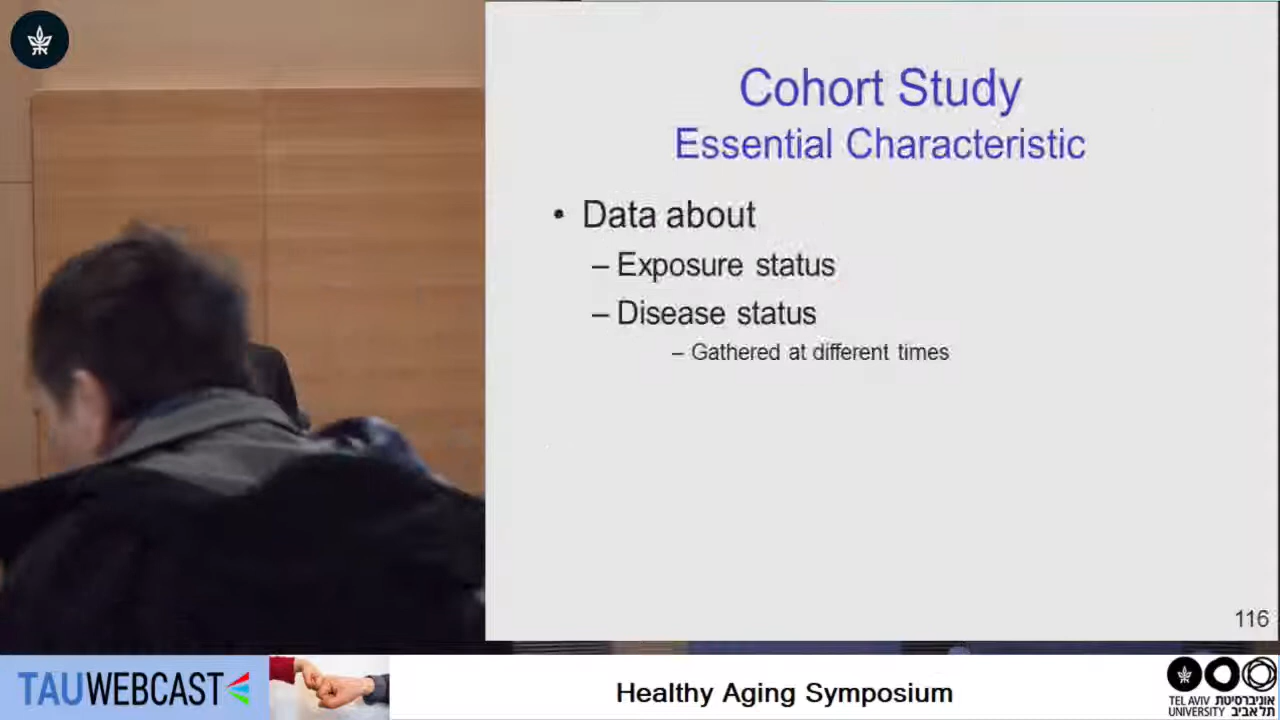 Cohort Study
Essential Characteristic
• Data about
– Exposure status
– Disease status
– Gathered at different times
116
TAUWEBCAST
Healthy Aging Symposium
TEL AVIV אוניברסיטת
UNIVERSITY תל אביב